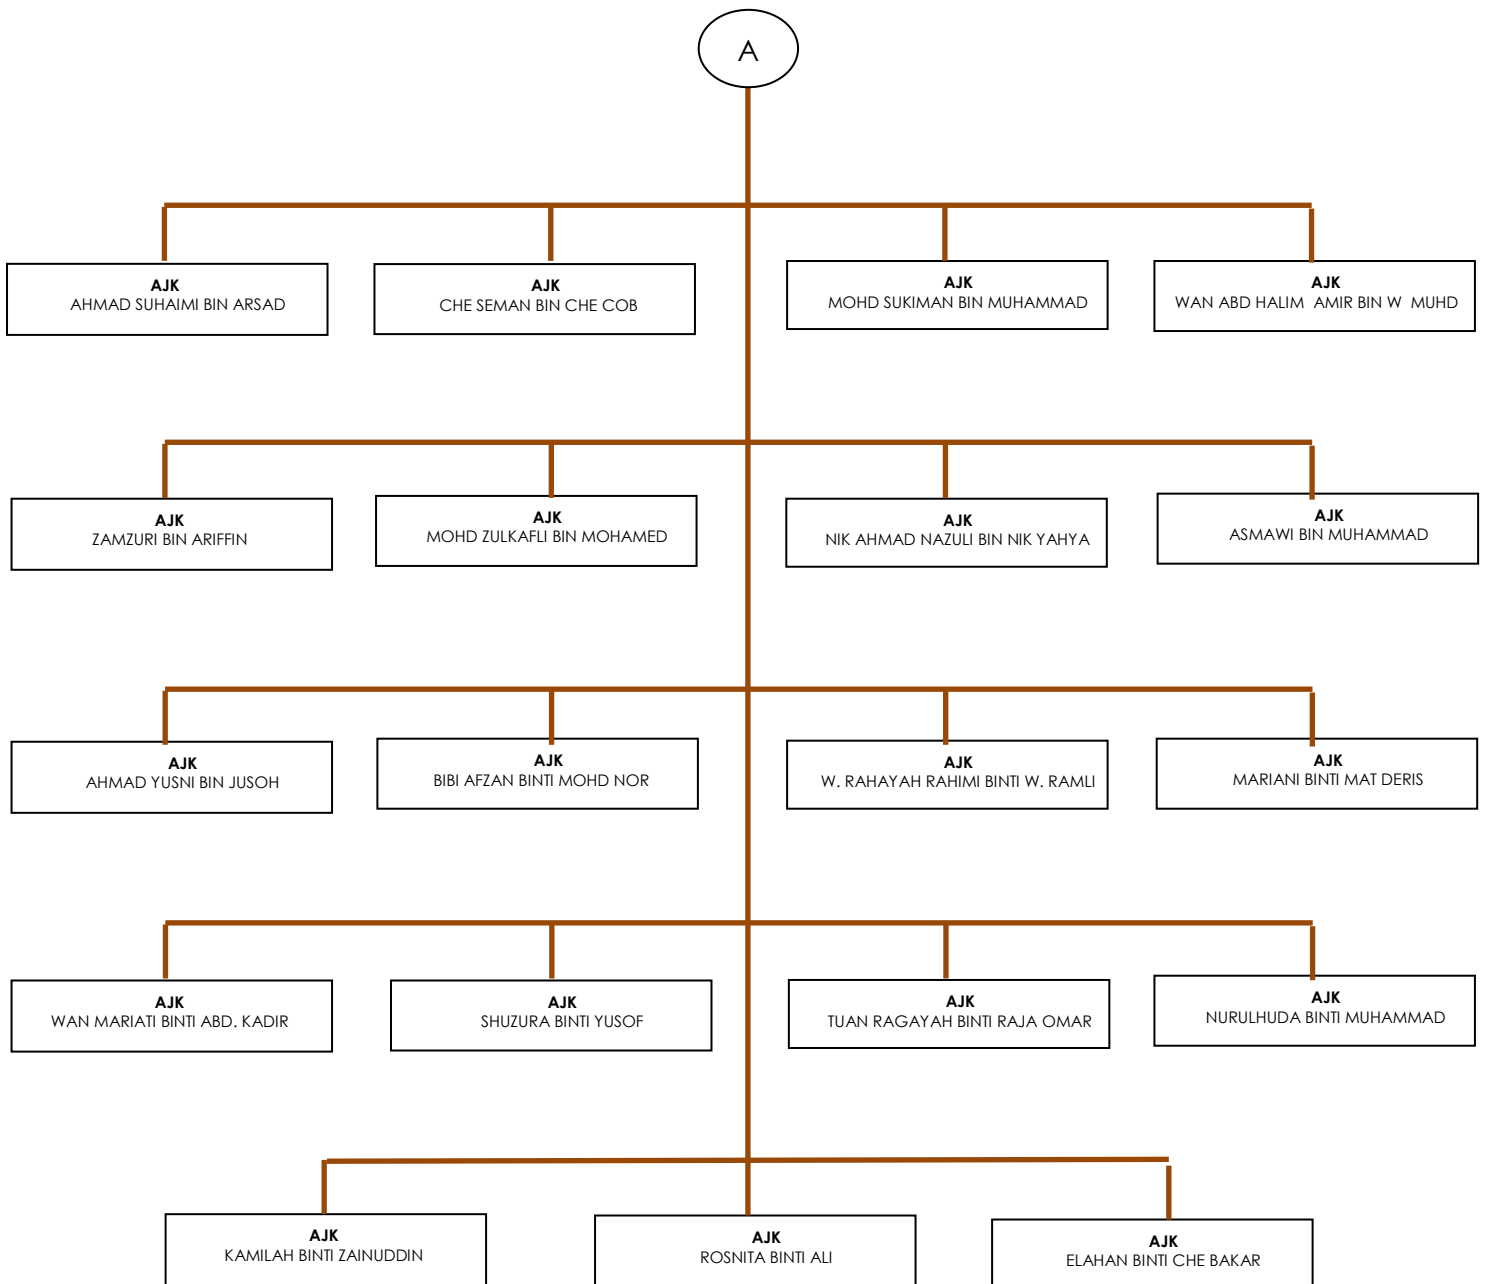 A
AJK
AHMAD SUHAIMI BIN ARSAD
AJK
CHE SEMAN BIN CHE COB
AJK
MOHD SUKIMAN BIN MUHAMMAD
AJK
WAN ABD HALIM  AMIR BIN W  MUHD
AJK
ZAMZURI BIN ARIFFIN
AJK
MOHD ZULKAFLI BIN MOHAMED
AJK
NIK AHMAD NAZULI BIN NIK YAHYA
AJK
ASMAWI BIN MUHAMMAD
AJK
AHMAD YUSNI BIN JUSOH
AJK
BIBI AFZAN BINTI MOHD NOR
AJK
W. RAHAYAH RAHIMI BINTI W. RAMLI
AJK
MARIANI BINTI MAT DERIS
AJK
WAN MARIATI BINTI ABD. KADIR
AJK
SHUZURA BINTI YUSOF
AJK
TUAN RAGAYAH BINTI RAJA OMAR
AJK
NURULHUDA BINTI MUHAMMAD
AJK
KAMILAH BINTI ZAINUDDIN
AJK
ROSNITA BINTI ALI
AJK
ELAHAN BINTI CHE BAKAR